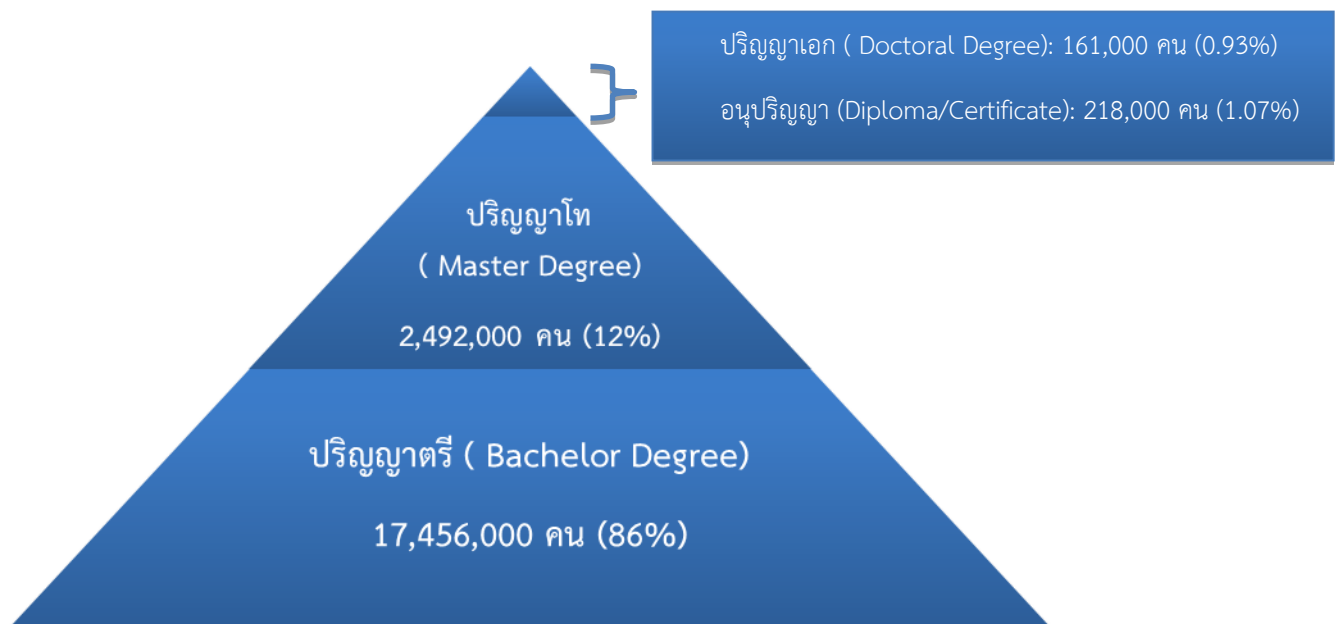 ปริญญาเอก ( Doctoral Degree): 161,000 คน (0.93%)
อนุปริญญา (Diploma/Certificate): 218,000 คน (1.07%)
ปริญญาโท
( Master Degree)
2,492,000 คน (12%)
ปริญญาตรี ( Bachelor Degree)
17,456,000 คน (86%)